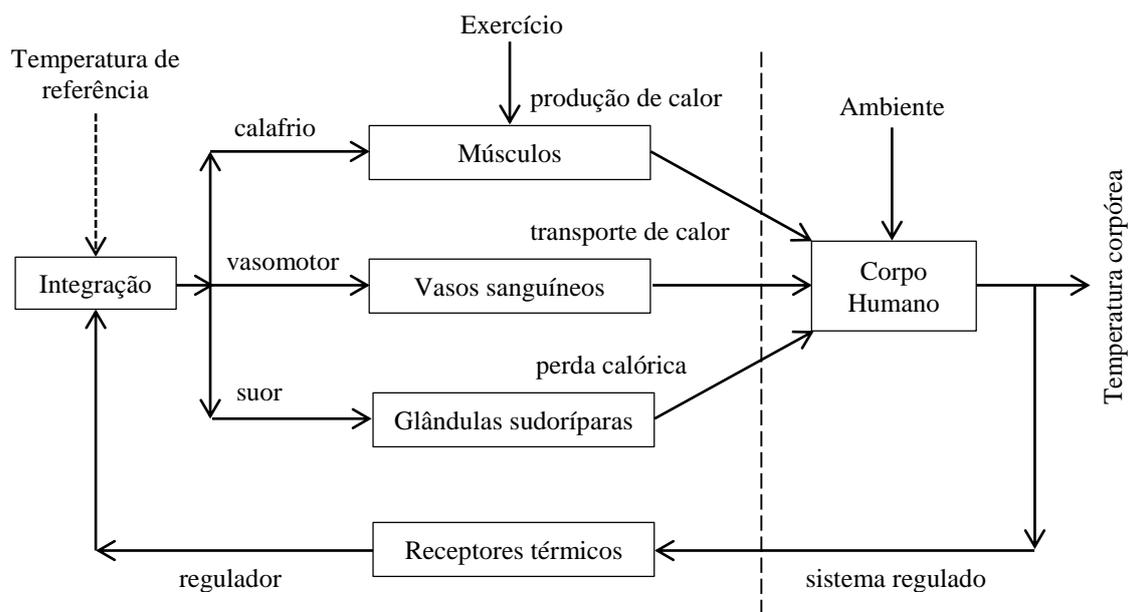 Exercício
Temperatura de
referência
produção de calor
Ambiente
calafrio
Músculos
transporte de calor
vasomotor
Integração
Vasos sanguíneos
Corpo
Humano
Temperatura corpórea
perda calórica
suor
Glândulas sudoríparas
Receptores térmicos
regulador
sistema regulado